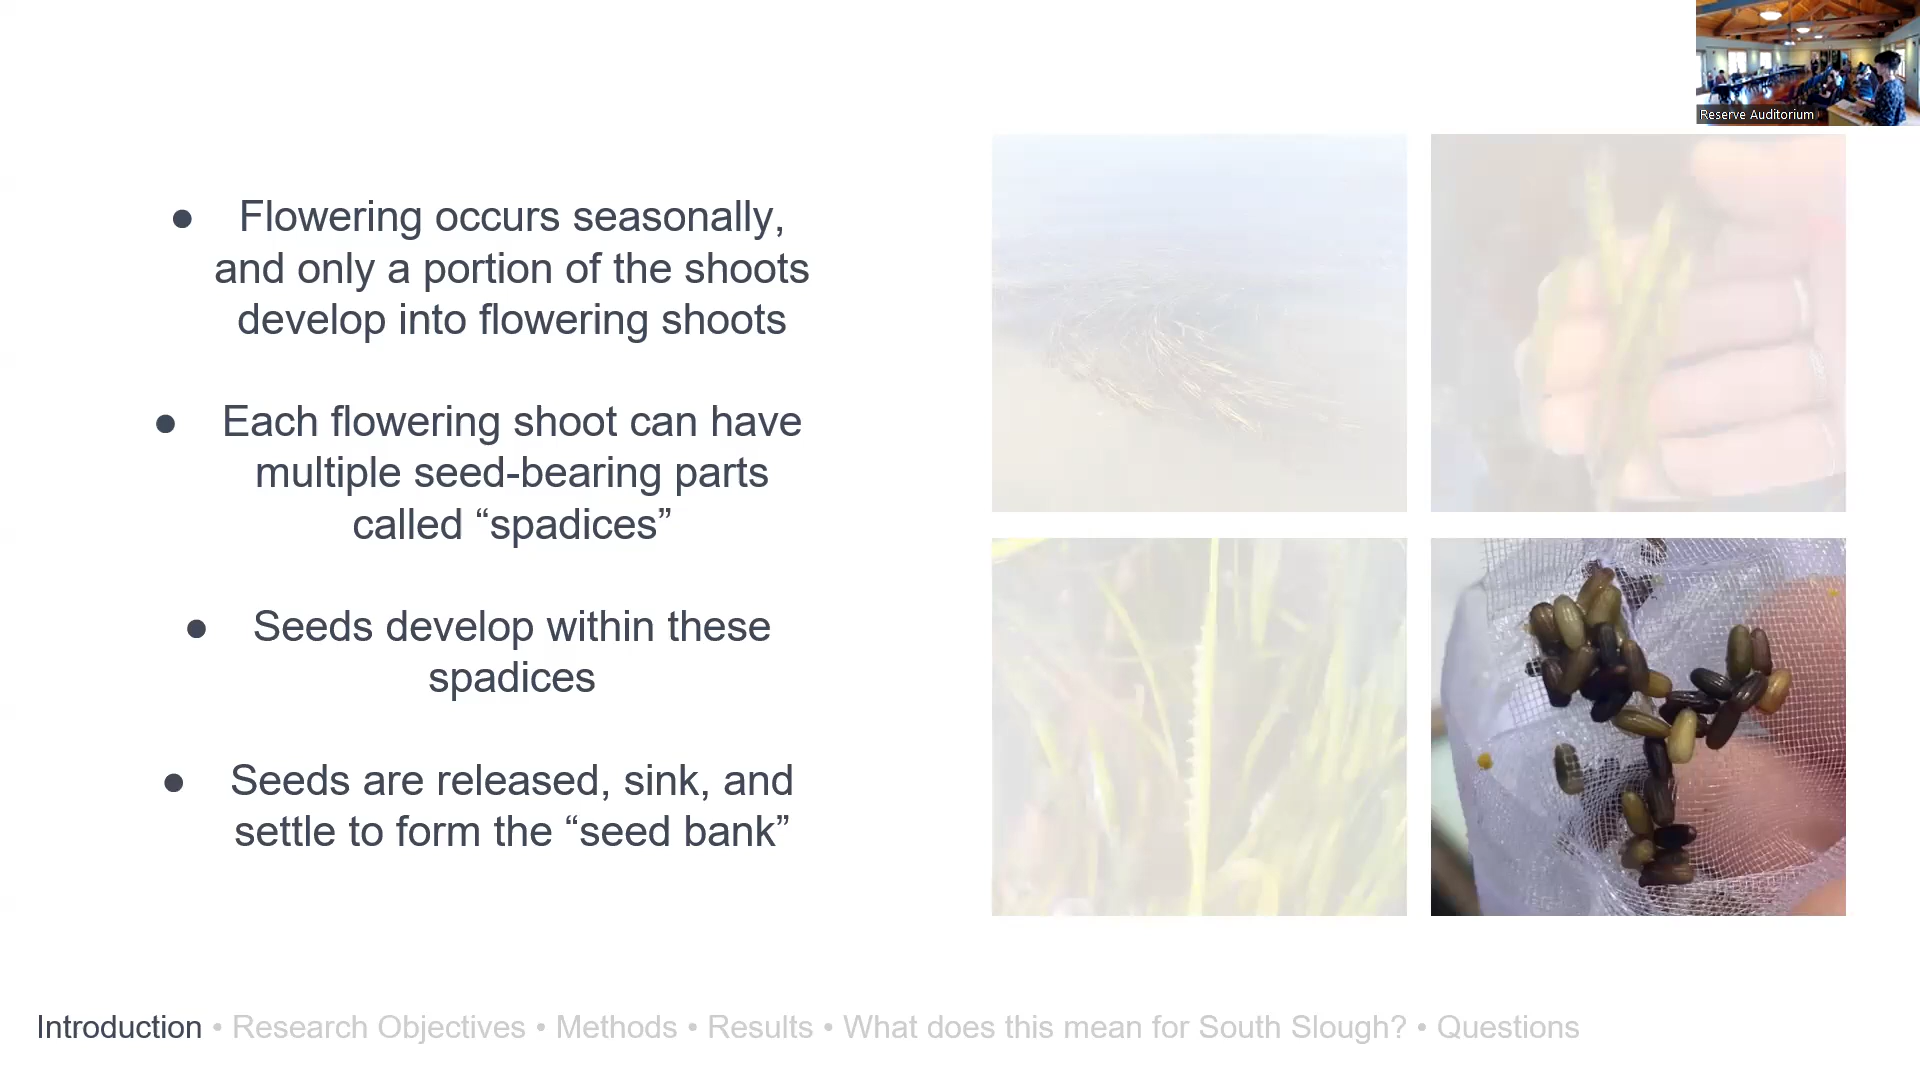 Reserve Auditorium
● Flowering occurs seasonally,
and only a portion of the shoots
develop into flowering shoots
● Each flowering shoot can have
multiple seed-bearing parts
called “spadices”
● Seeds develop within these
spadices
● Seeds are released, sink, and
settle to form the “seed bank”
Introduction • Research Objectives • Methods • Results • What does this mean for South Slough? • Questions